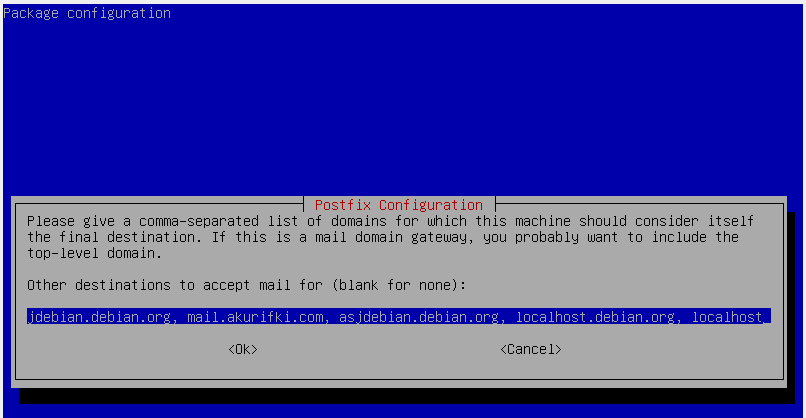 Package configuration
Postfix Configuration
Please give a comma-separated list of domains for which this machine should consider itself
the final destination. If this is a mail domain gateway, you probably want to include the
top-level domain.
Other destinations to accept mail for (blank for none):
jdebian.debian.org, mail.akurifki.com, asjdebian.debian.org, localhost.debian.org, localhost
<Ok> <Cancel>